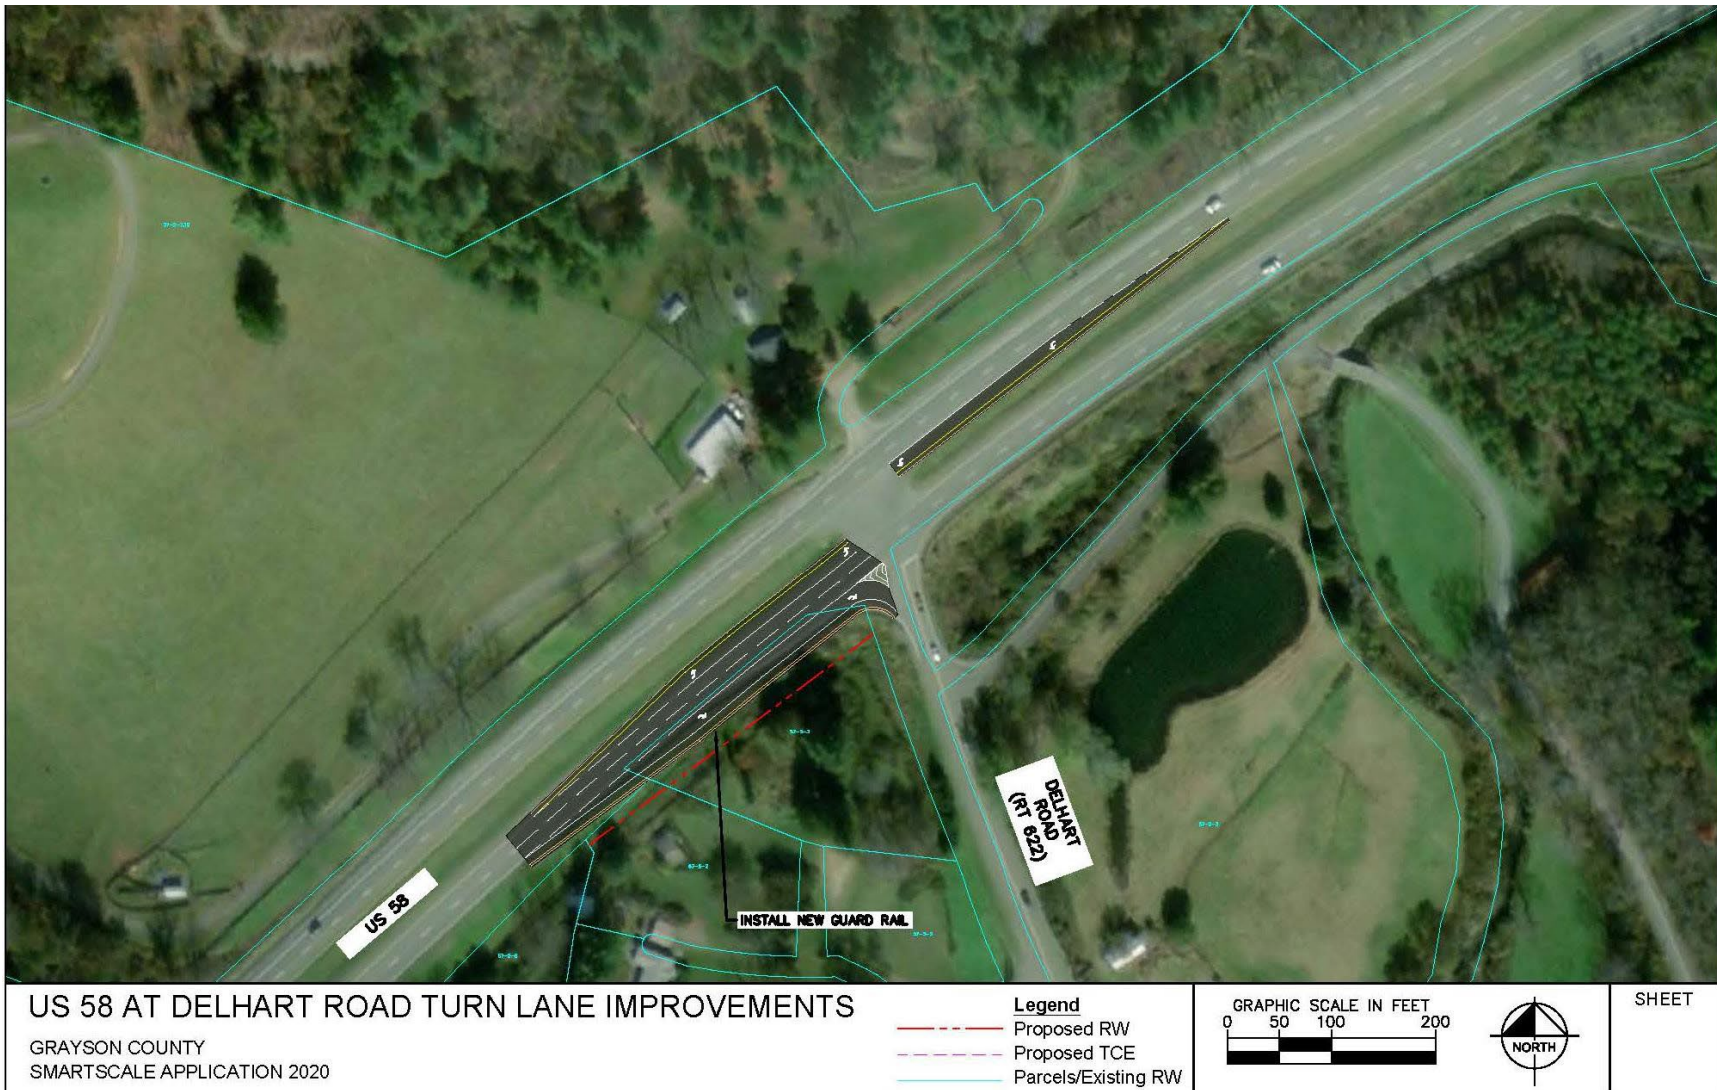 US 58
DELHART
ROAD
(RT 622)
INSTALL NEW GUARD RAIL
US 58 AT DELHART ROAD TURN LANE IMPROVEMENTS
GRAYSON COUNTY
SMARTSCALE APPLICATION 2020
Legend
Proposed RW
Proposed TCE
Parcels/Existing RW
GRAPHIC SCALE IN FEET
0 50 100 200
NORTH
SHEET